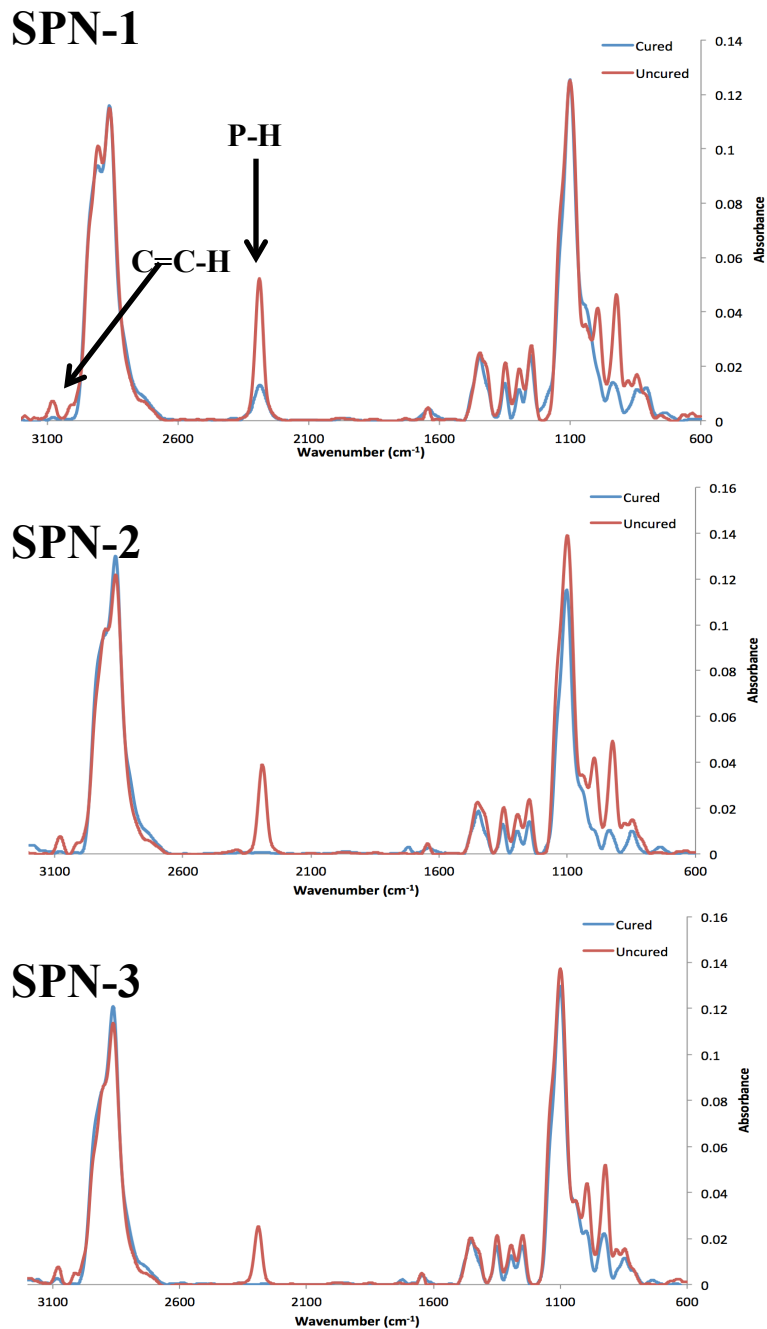 SPN-1
Cured
Uncured
0.14
0.12
0.1
0.08
0.06
0.04
0.02
0
Absorbance
P-H
C=C-H
3100 2600 2100 1600 1100 600
Wavenumber (cm⁻¹)
SPN-2
Cured
Uncured
0.16
0.14
0.12
0.1
0.08
0.06
0.04
0.02
0
Absorbance
3100 2600 2100 1600 1100 600
Wavenumber (cm⁻¹)
SPN-3
Cured
Uncured
0.16
0.14
0.12
0.1
0.08
0.06
0.04
0.02
0
Absorbance
3100 2600 2100 1600 1100 600
Wavenumber (cm⁻¹)